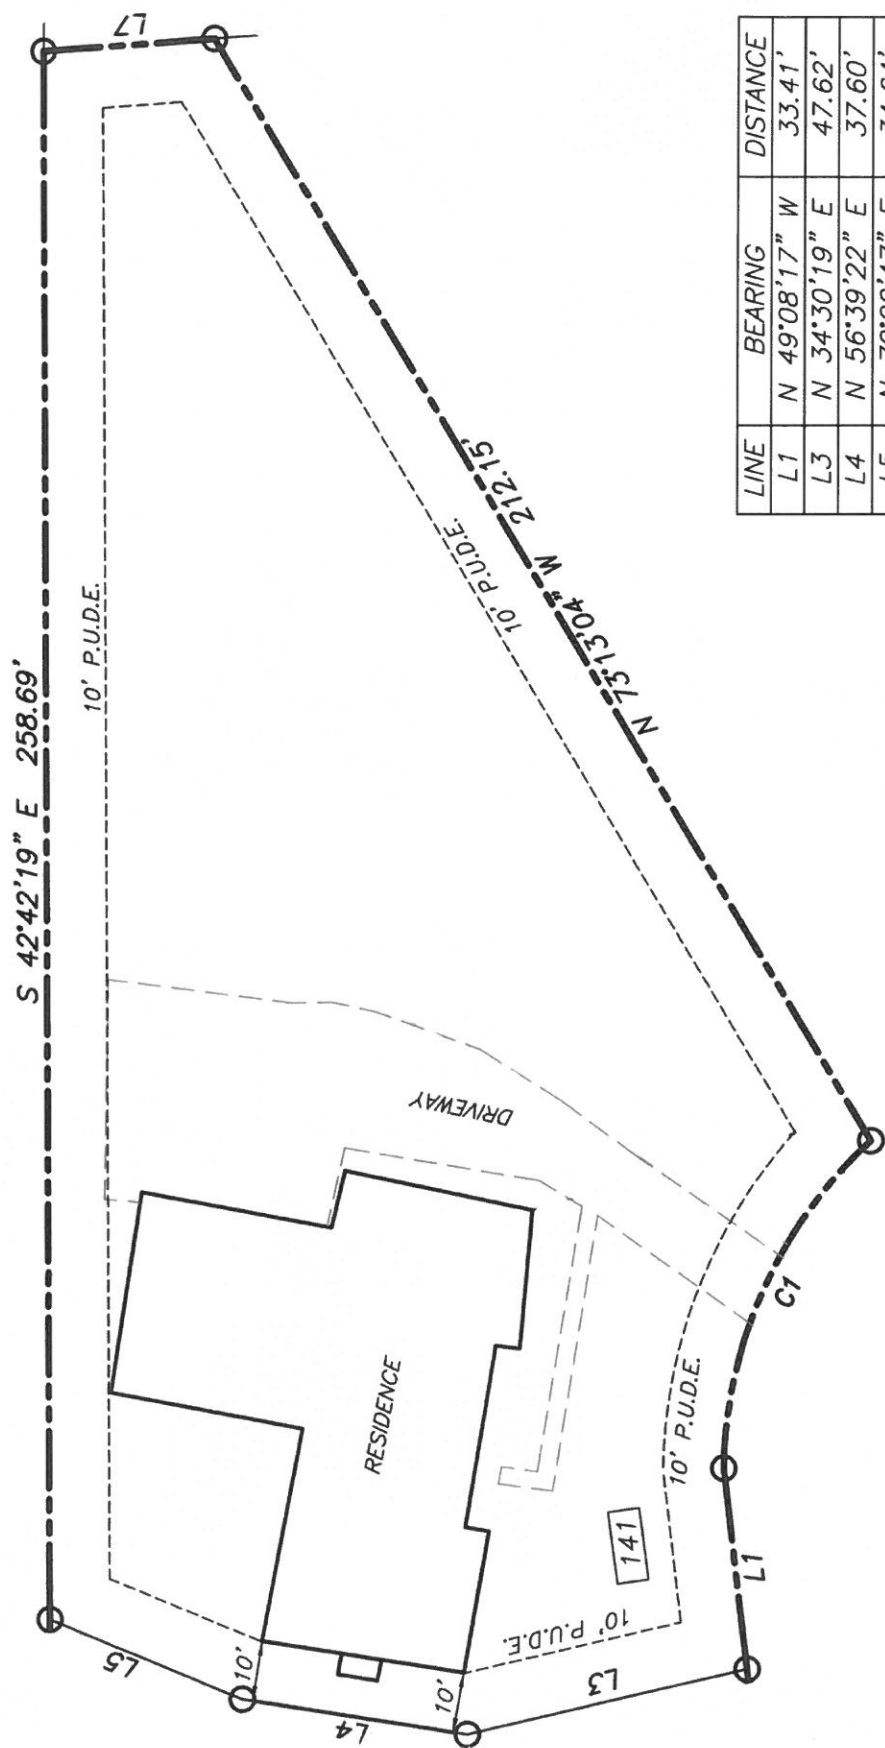 L7
S 42°42'19" E 258.69'
10' P.U.D.E.
10' P.U.D.E.
N 73°13'04" W 212.15'
DRIVEWAY
RESIDENCE
C1
10' P.U.D.E.
141
L1
10' P.U.D.E.
L5
10'
L4
10'
L3
LINE BEARING DISTANCE
L1 N 49°08'17" W 33.41'
L3 N 34°30'19" E 47.62'
L4 N 56°39'22" E 37.60'